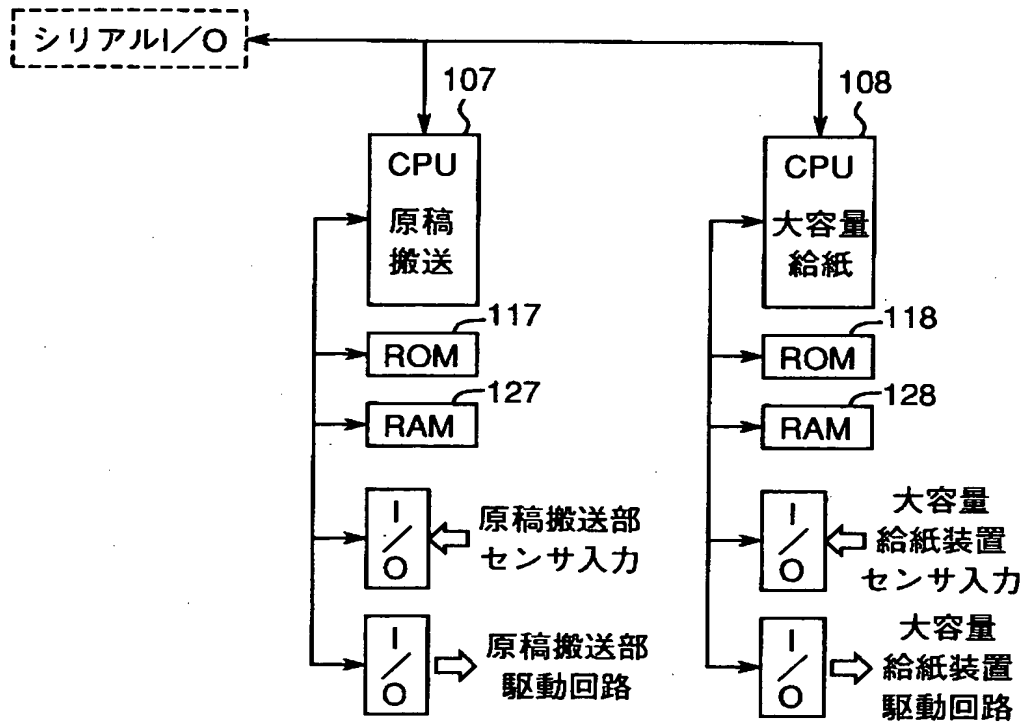 シリアルI／O
107
CPU
原稿
搬送
117
ROM
127
RAM
I／O
原稿搬送部
センサ入力
I／O
原稿搬送部
駆動回路
108
CPU
大容量
給紙
118
ROM
128
RAM
I／O
大容量
給紙装置
センサ入力
I／O
大容量
給紙装置
駆動回路